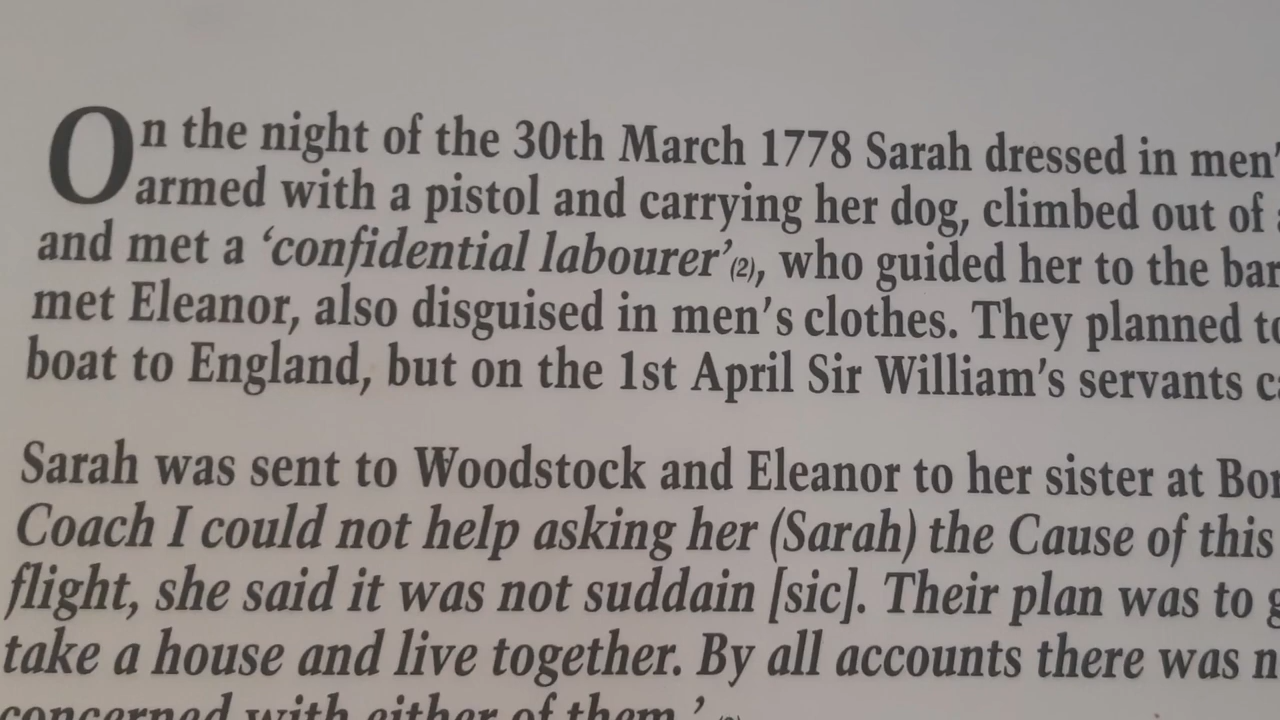 On the night of the 30th March 1778 Sarah dressed in men'
armed with a pistol and carrying her dog, climbed out of
and met a ‘confidential labourer’(2), who guided her to the
met Eleanor, also disguised in men’s clothes. They planned
boat to England, but on the 1st April Sir William’s servants
Sarah was sent to Woodstock and Eleanor to her sister at
Coach I could not help asking her (Sarah) the Cause of this
flight, she said it was not suddain [sic]. Their plan was to
take a house and live together. By all accounts there was
concerned with either of them.’